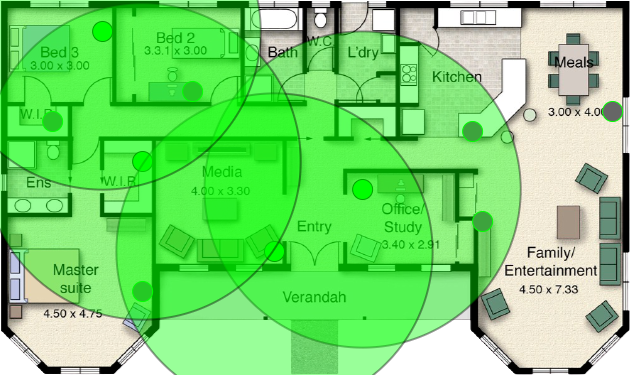 Bed 3
3.00 x 3.00
Bed 2
3.3.1 x 3.00
Bath
W.C
L'dry
Kitchen
Meals
3.00 x 4.00
W.I.R
Ens
W.I.R
Media
4.00 x 3.30
Office/
Study
3.40 x 2.91
Entry
Family/
Entertainment
4.50 x 7.33
Master
suite
4.50 x 4.75
Verandah